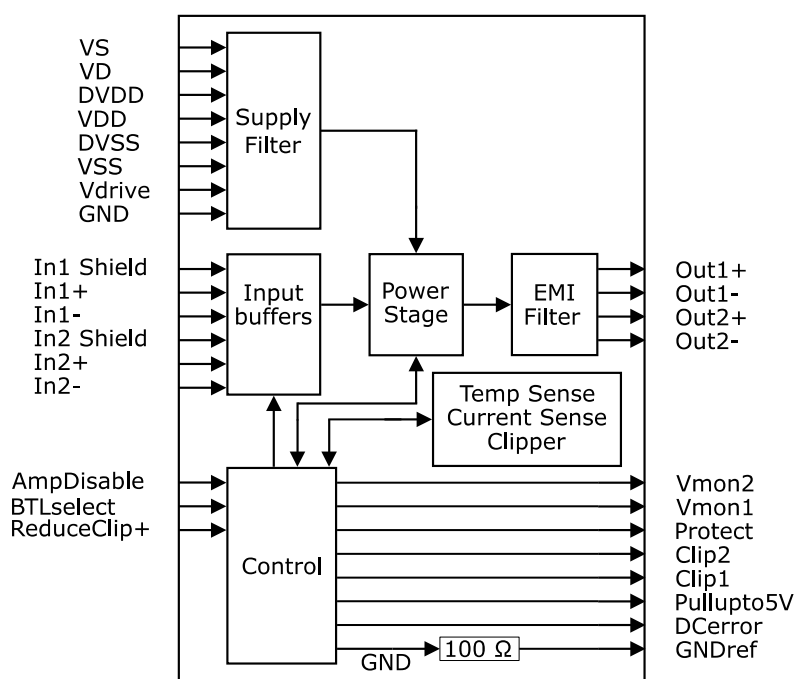 VS
VD
DVDD
VDD
DVSS
VSS
Vdrive
GND
Supply
Filter
In1 Shield
In1+
In1-
In2 Shield
In2+
In2-
Input
buffers
Power
Stage
EMI
Filter
Out1+
Out1-
Out2+
Out2-
Temp Sense
Current Sense
Clipper
AmpDisable
BTLselect
ReduceClip+
Control
Vmon2
Vmon1
Protect
Clip2
Clip1
Pullupto5V
DCerror
GNDref
GND
100 Ω